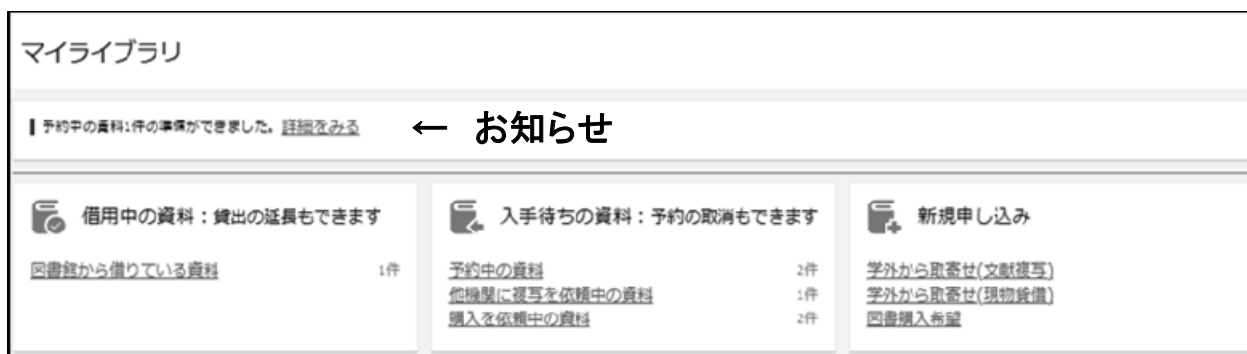 マイライブラリ
予約中の資料1件の準備ができました。詳細をみる
← お知らせ
借用中の資料：貸出の延長もできます
図書館から借りている資料 1件
入手待ちの資料：予約の取消もできます
予約中の資料 2件
他機関に複写を依頼中の資料 1件
購入を依頼中の資料 2件
新規申し込み
学外から取寄せ(文献複写)
学外から取寄せ(現物貸借)
図書購入希望